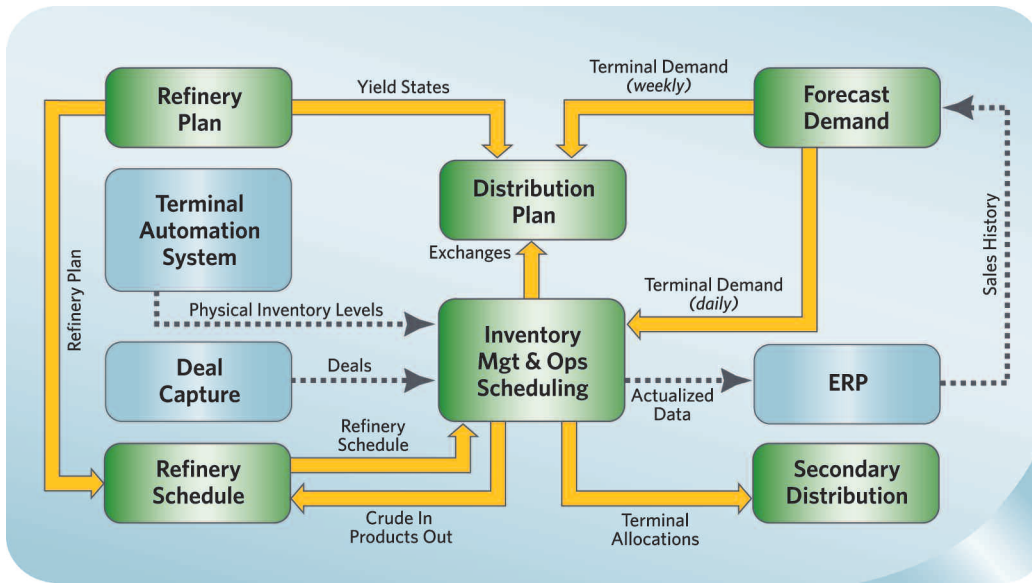 Refinery
Plan
Yield States
Terminal Demand
(weekly)
Forecast
Demand
Terminal
Automation
System
Distribution
Plan
Exchanges
Sales History
Refinery Plan
Physical Inventory Levels
Terminal Demand
(daily)
Inventory
Mgt & Ops
Scheduling
Deal
Capture
Deals
Actualized
Data
ERP
Refinery
Schedule
Refinery
Schedule
Secondary
Distribution
Crude In
Products Out
Terminal
Allocations